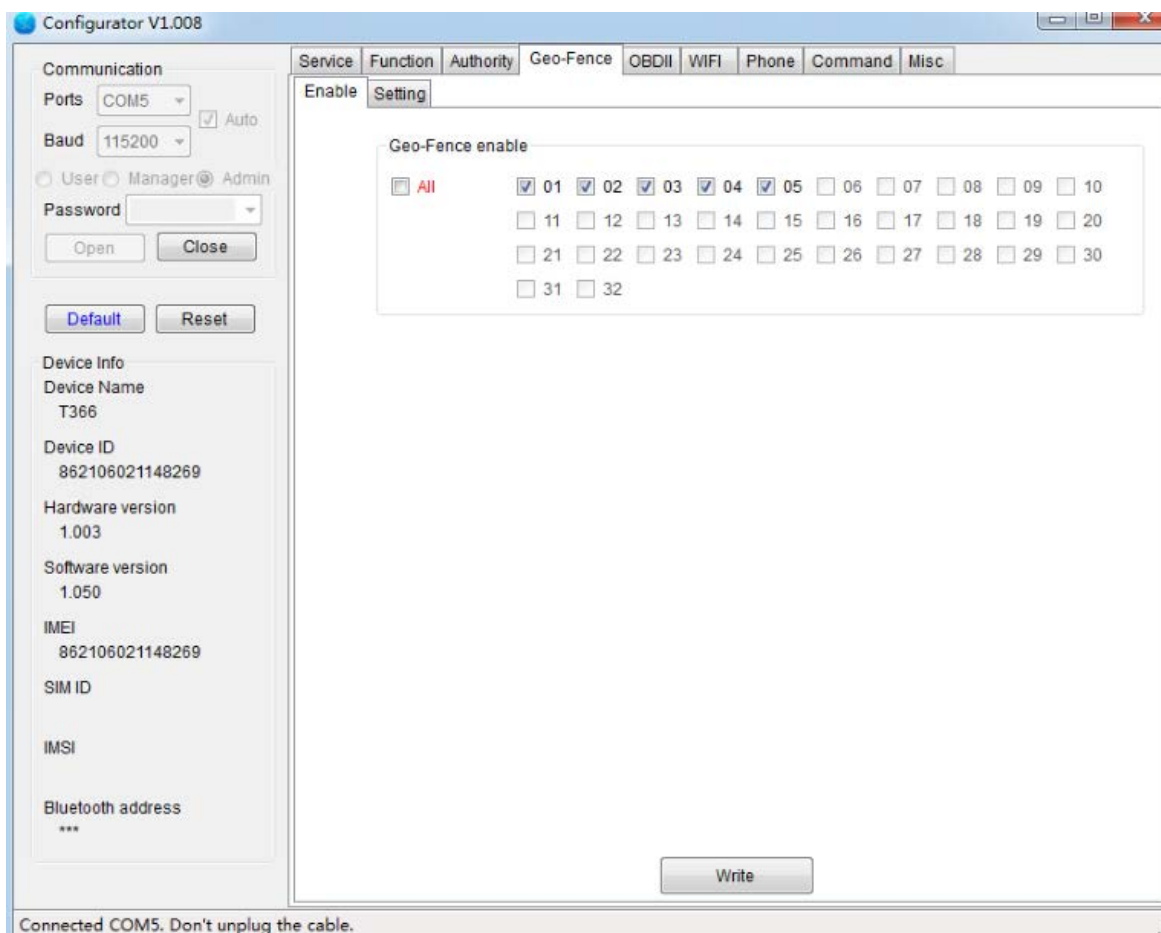 Configurator V1.008
Communication
Ports COM5
Auto
Baud 115200
User Manager Admin
Password
Open Close
Default Reset
Device Info
Device Name
T366
Device ID
862106021148269
Hardware version
1.003
Software version
1.050
IMEI
862106021148269
SIM ID
IMSI
Bluetooth address
***
Service Function Authority Geo-Fence OBDII WIFI Phone Command Misc
Enable Setting
Geo-Fence enable
All 01 02 03 04 05 06 07 08 09 10
11 12 13 14 15 16 17 18 19 20
21 22 23 24 25 26 27 28 29 30
31 32
Write
Connected COM5. Don't unplug the cable.